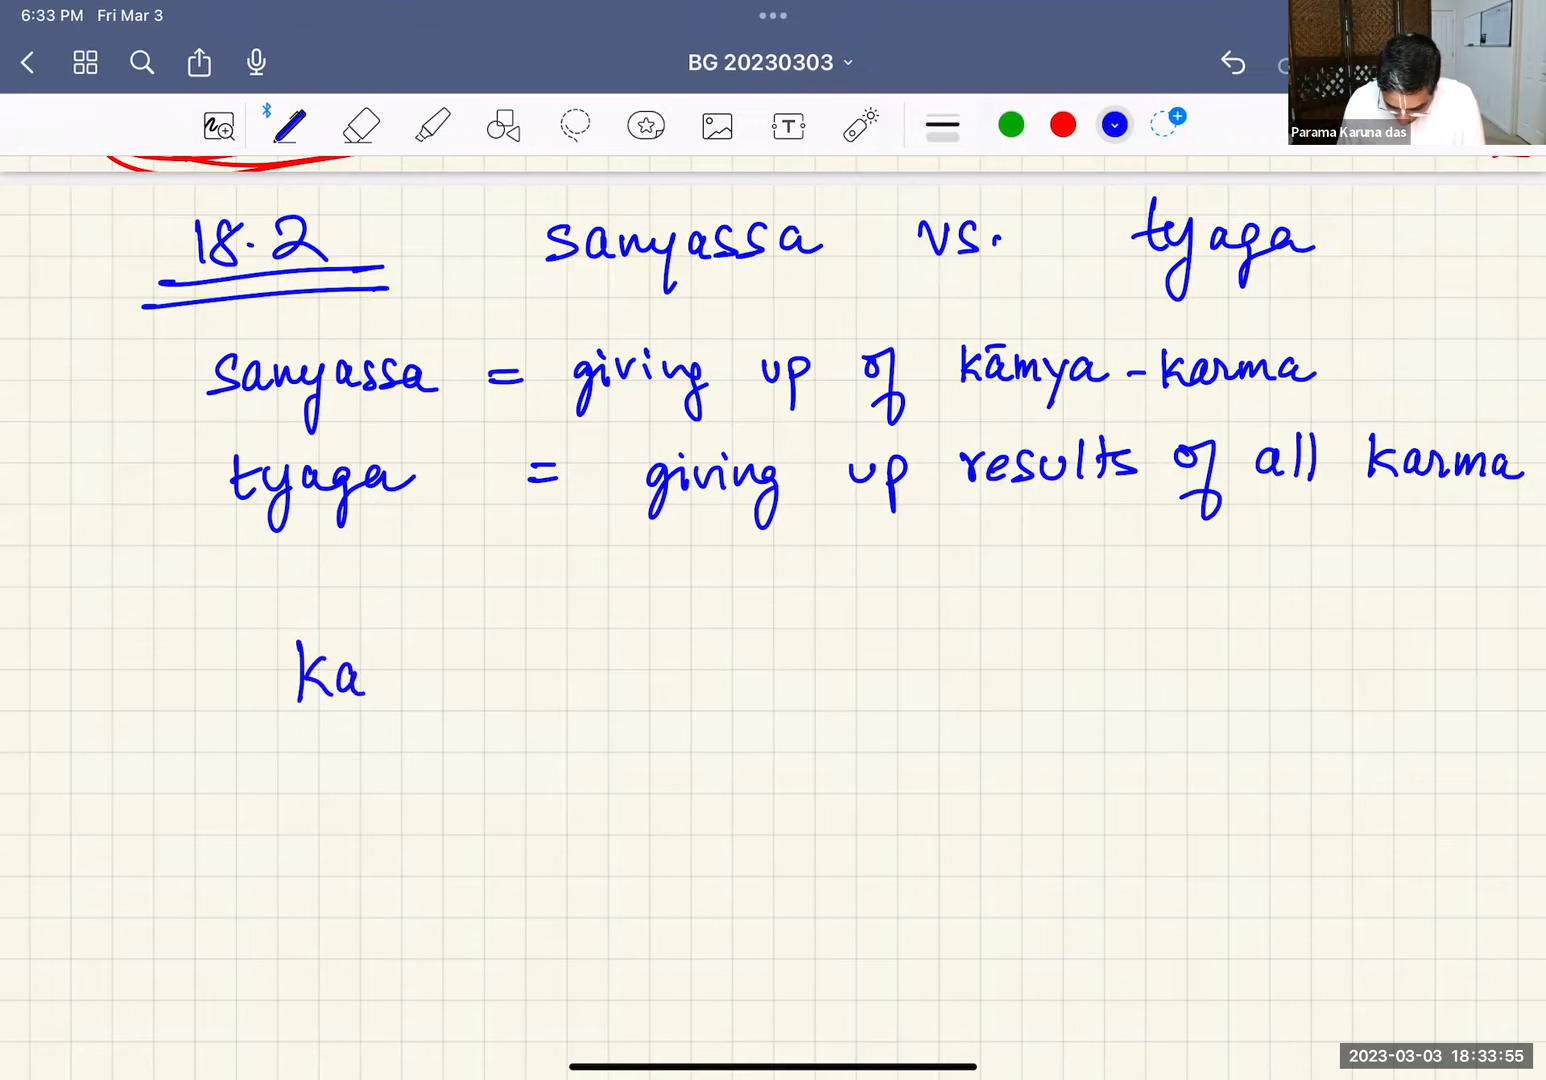 6:33 PM Fri Mar 3
BG 20230303
Parama Karuna das
18.2 sanyassa vs. tyaga
sanyassa = giving up of kāmya-karma
tyaga = giving up results of all karma
ka
2023-03-03 18:33:55